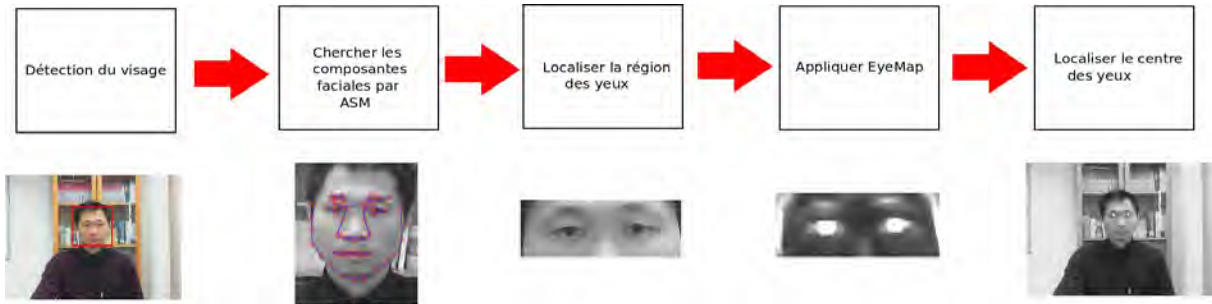 Détection du visage
Chercher les
composantes
faciales par
ASM
Localiser la région
des yeux
Appliquer EyeMap
Localiser le centre
des yeux